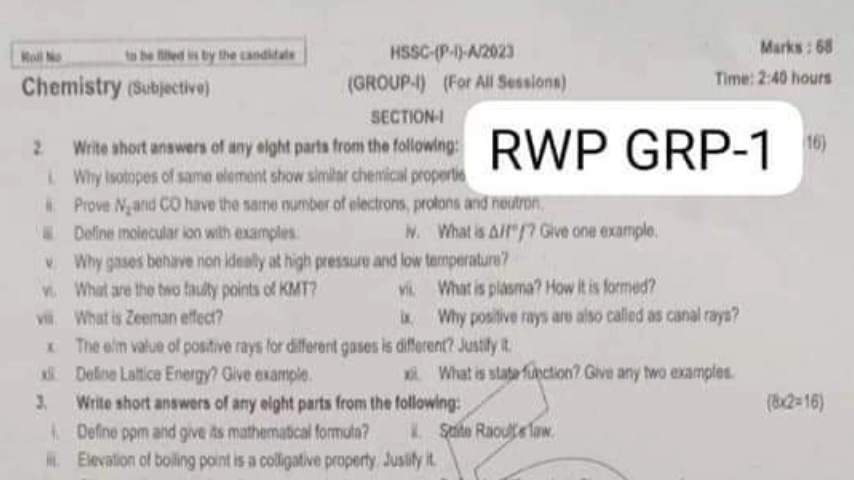 Roll No to be filled in by the candidate HSSC-(P-I)-A/2023 Marks : 68
Chemistry (Subjective) (GROUP-I) (For All Sessions) Time: 2:40 hours
SECTION-I
RWP GRP-1
2. Write short answers of any eight parts from the following: 16)
i. Why Isotopes of same element show similar chemical propertie
ii. Prove N₂ and CO have the same number of electrons, protons and neutron.
iii. Define molecular ion with examples. iv. What is ΔH°f? Give one example.
v. Why gases behave non ideally at high pressure and low temperature?
vi. What are the two faulty points of KMT? vii. What is plasma? How it is formed?
viii. What is Zeeman effect? ix. Why positive rays are also called as canal rays?
x. The e/m value of positive rays for different gases is different? Justify it.
xii. Define Lattice Energy? Give example. xii. What is state function? Give any two examples.
3. Write short answers of any eight parts from the following: (8x2=16)
i. Define ppm and give its mathematical formula? ii. State Raoult's law.
iii. Elevation of boiling point is a colligative property. Justify it.